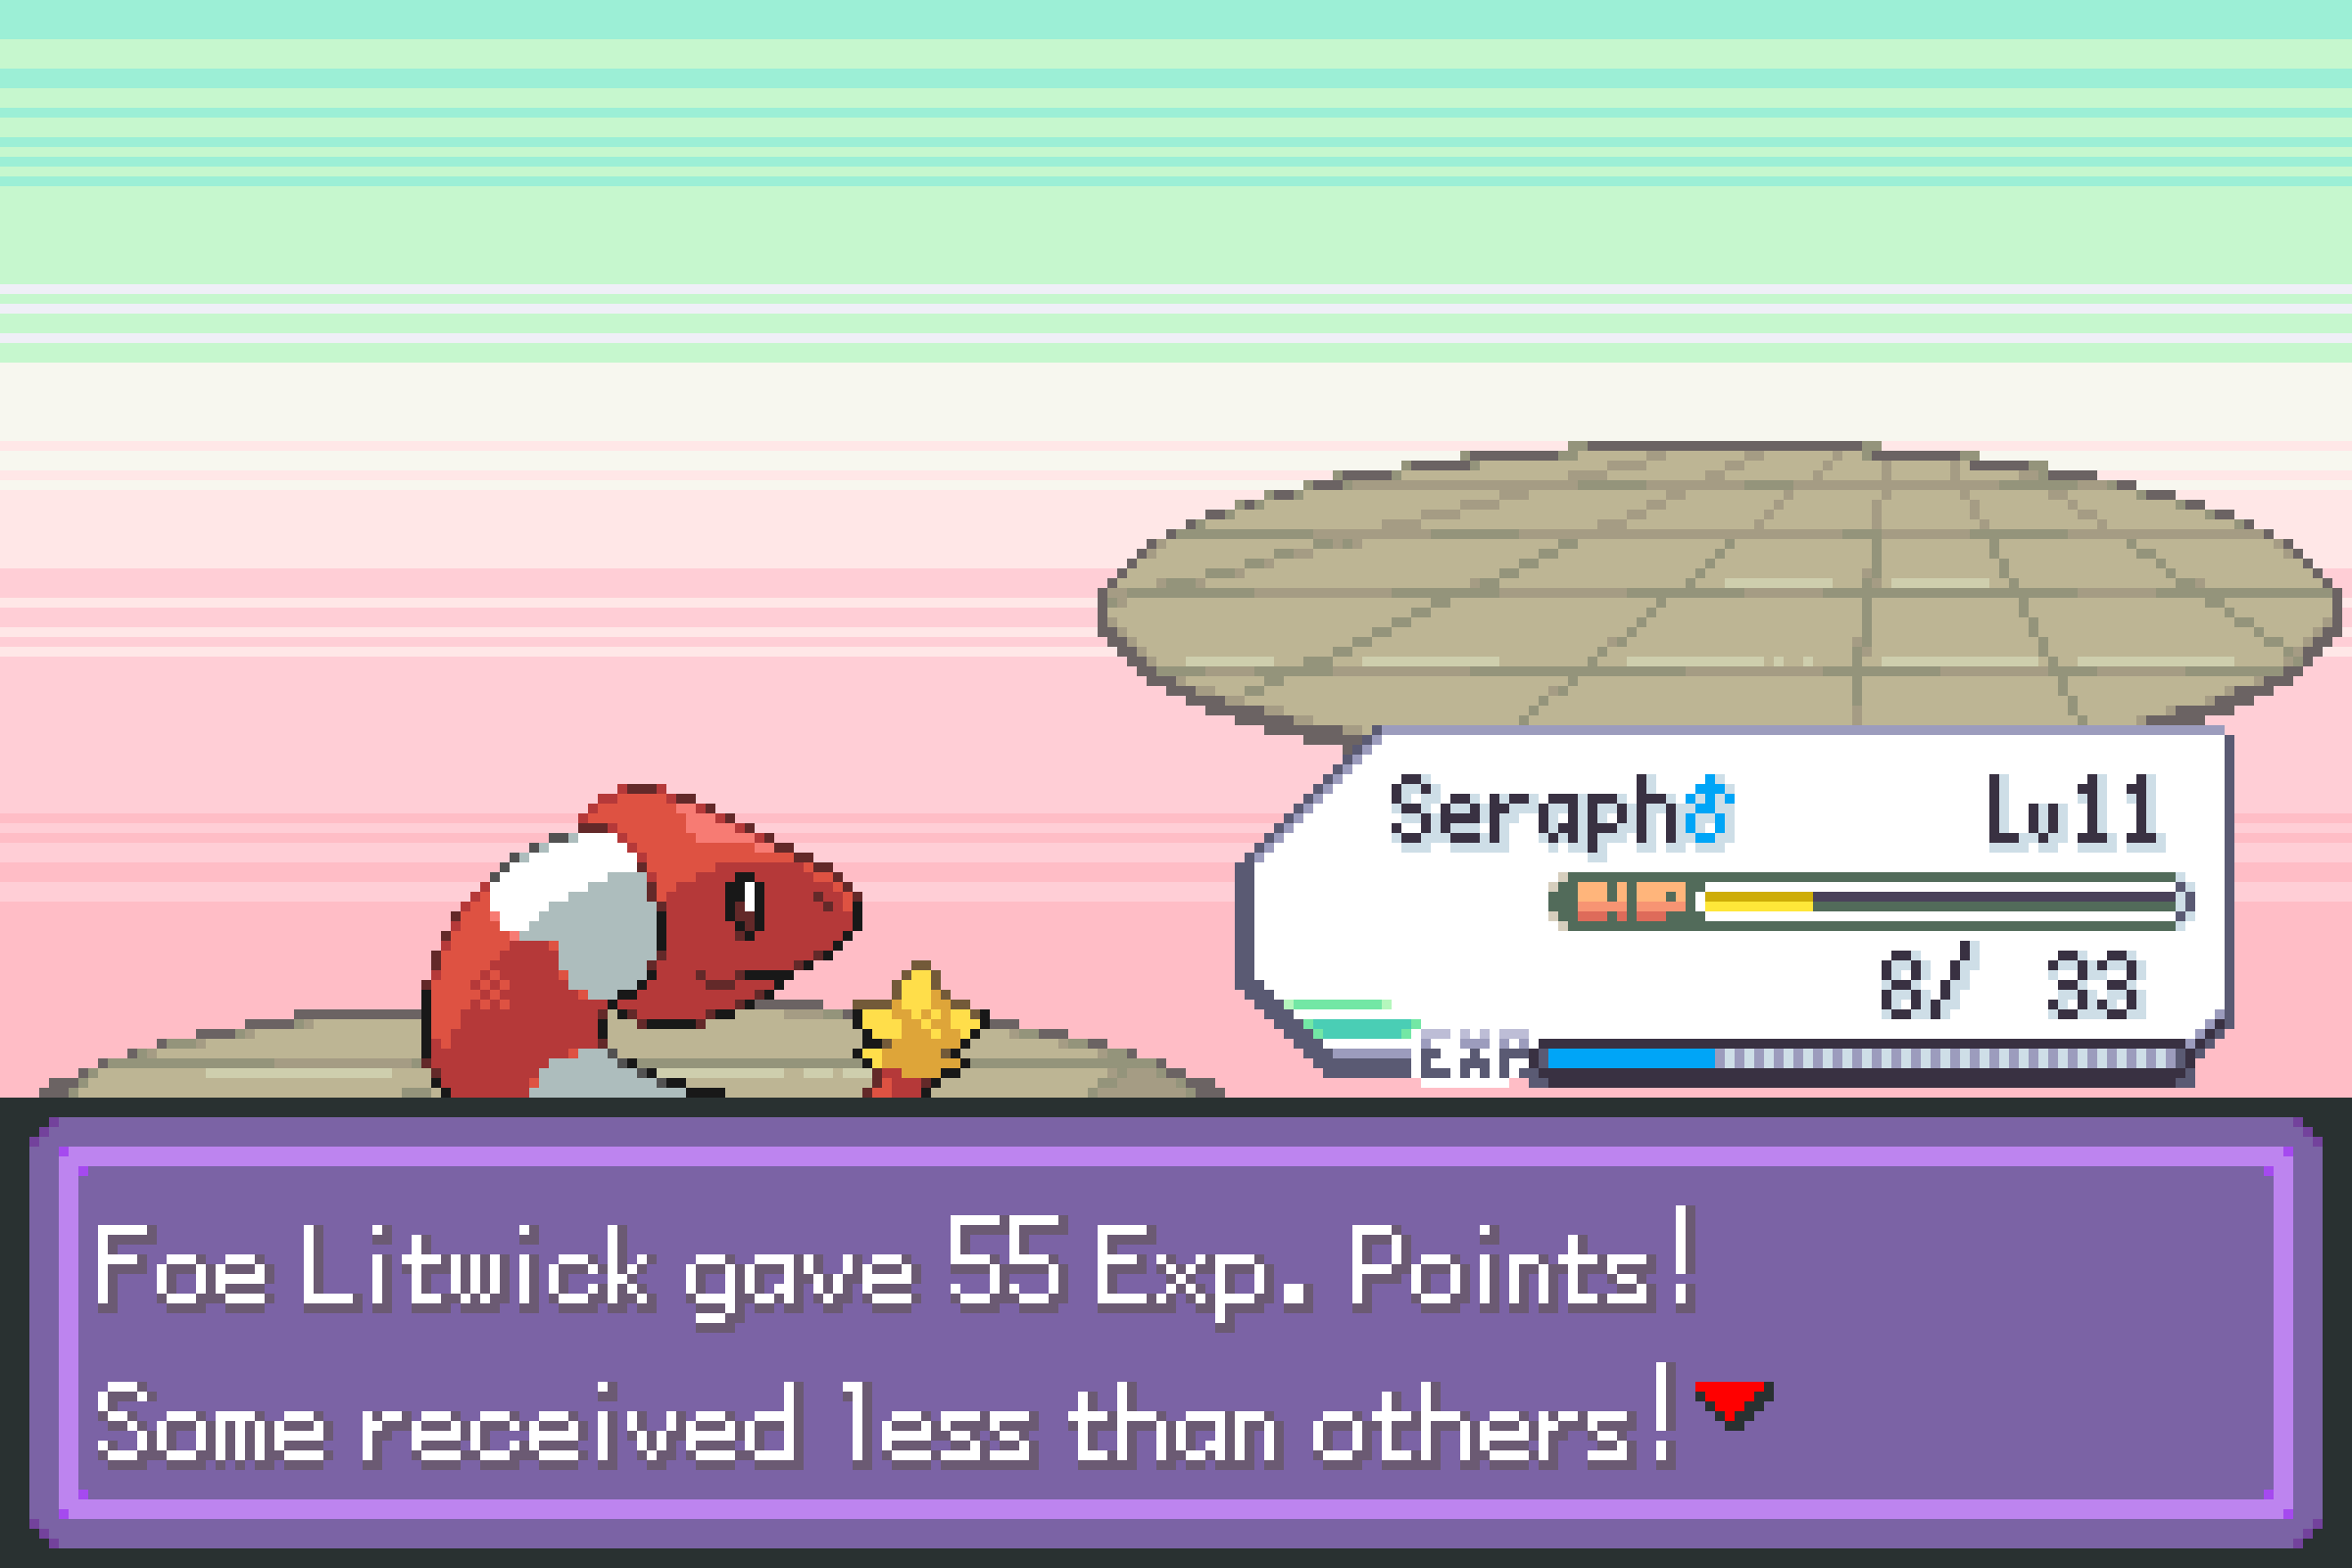 Seraph♂ Lv11
HP
8/ 33
EXP
Foe Litwick gave 55 Exp. Points!
Some received less than others!